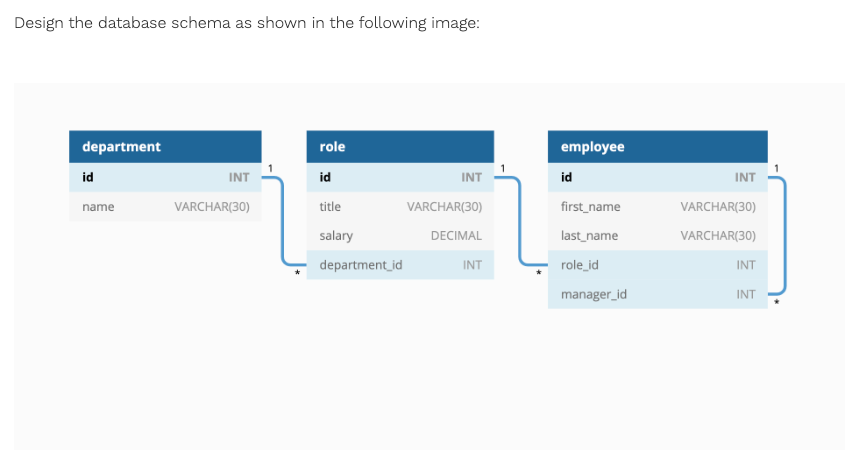 Design the database schema as shown in the following image:
department
id INT
name VARCHAR(30)
1
*
role
id INT
title VARCHAR(30)
salary DECIMAL
department_id INT
1
*
employee
id INT
first_name VARCHAR(30)
last_name VARCHAR(30)
role_id INT
manager_id INT
1
*